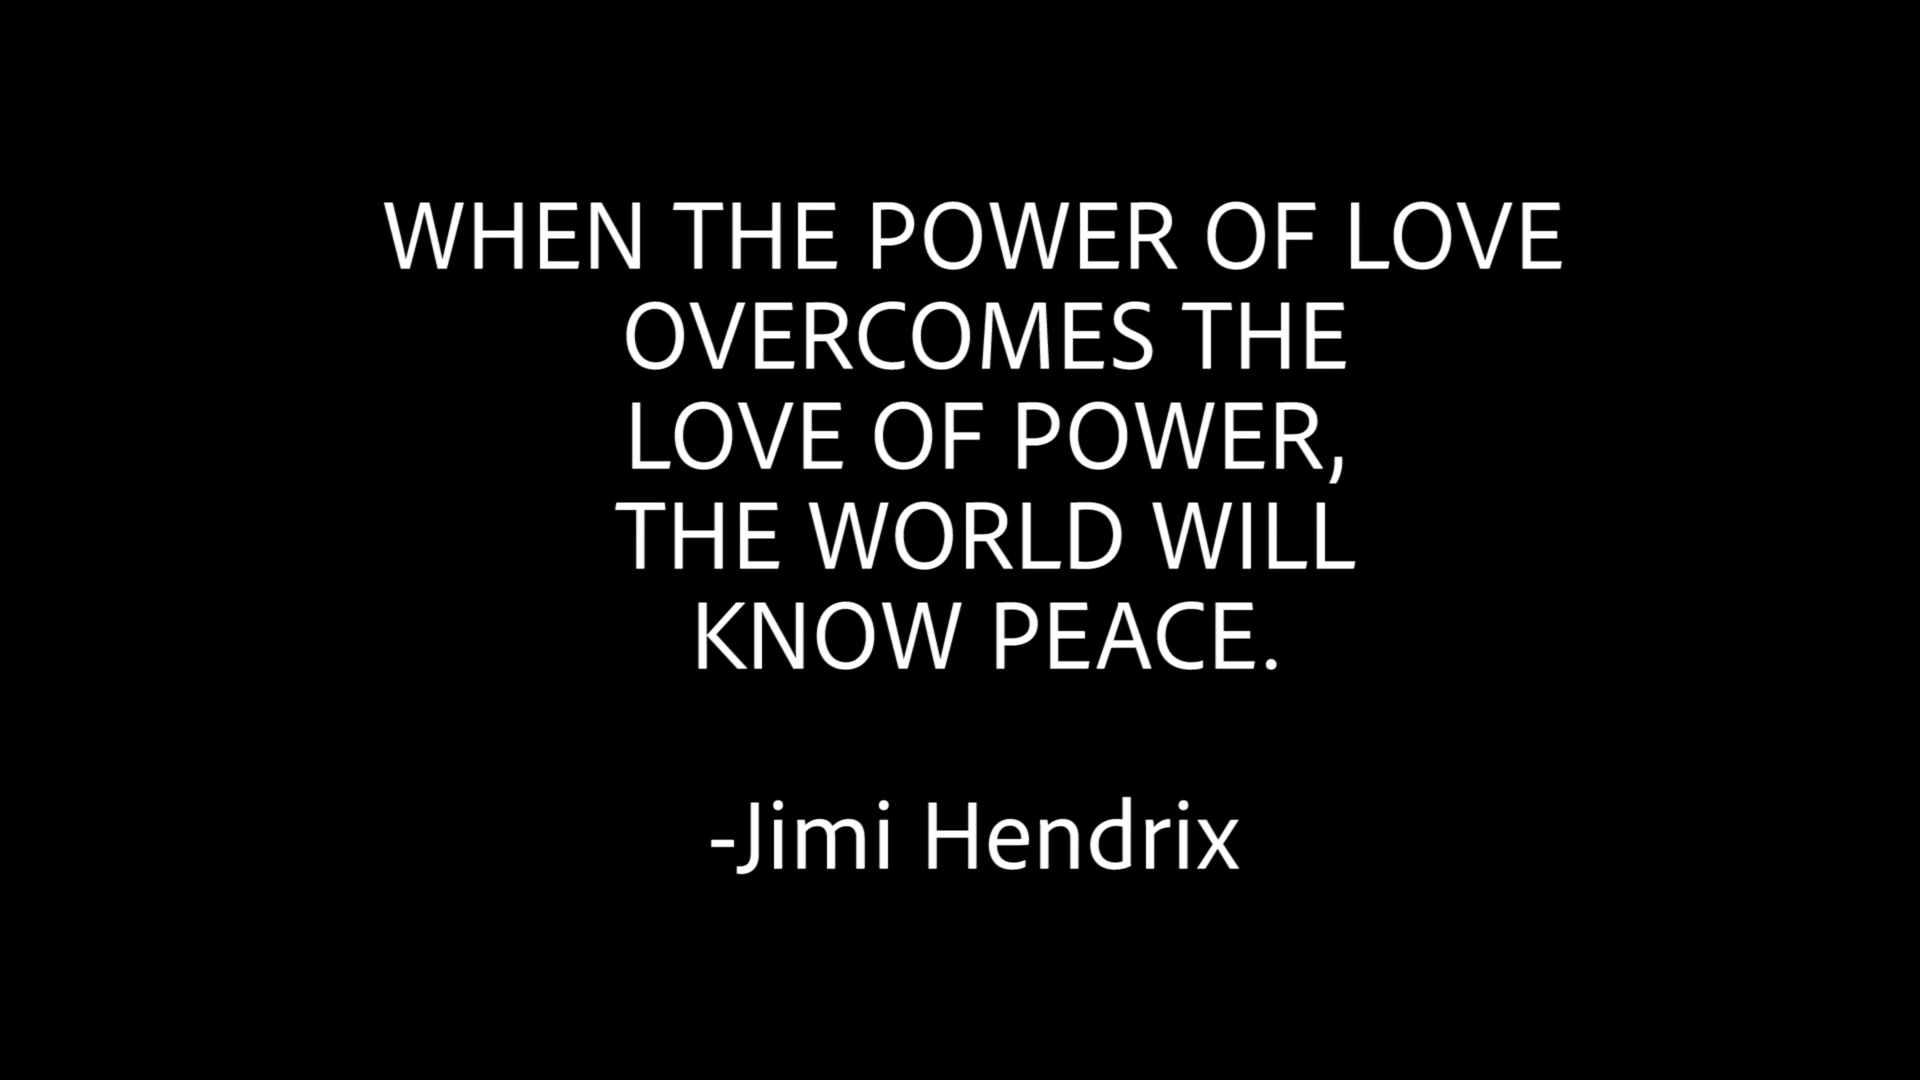 WHEN THE POWER OF LOVE
OVERCOMES THE
LOVE OF POWER,
THE WORLD WILL
KNOW PEACE.
-Jimi Hendrix